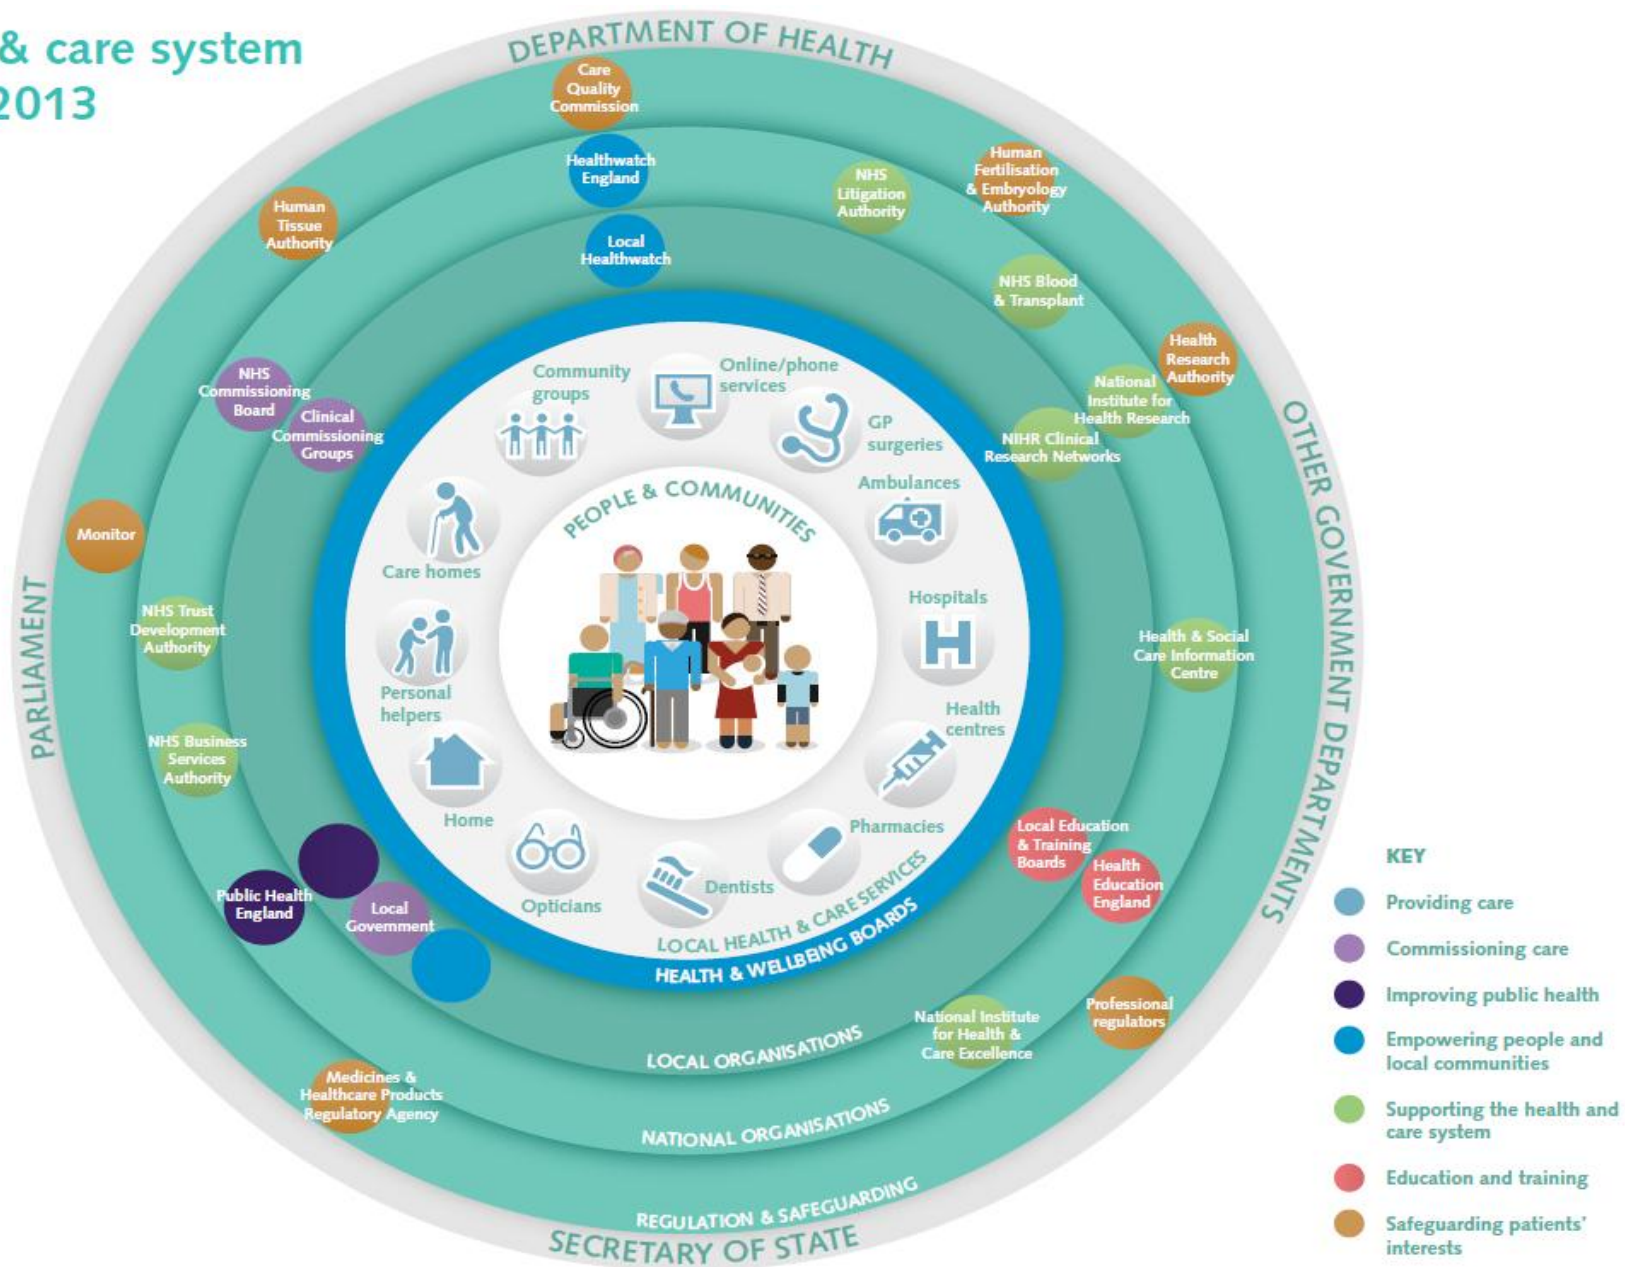 & care system
2013
DEPARTMENT OF HEALTH
Care
Quality
Commission
Healthwatch
England
Local
Healthwatch
NHS
Litigation
Authority
Human
Fertilisation
& Embryology
Authority
Human
Tissue
Authority
NHS Blood
& Transplant
Health
Research
Authority
National
Institute for
Health Research
NIHR Clinical
Research Networks
NHS
Commissioning
Board
Clinical
Commissioning
Groups
Monitor
NHS Trust
Development
Authority
NHS Business
Services
Authority
PARLIAMENT
OTHER GOVERNMENT DEPARTMENTS
Community
groups
Online/phone
services
GP
surgeries
Ambulances
Care homes
PEOPLE & COMMUNITIES
Hospitals
H
Personal
helpers
Health
centres
Home
Pharmacies
Opticians
Dentists
LOCAL HEALTH & CARE SERVICES
HEALTH & WELLBEING BOARDS
Health & Social
Care Information
Centre
Local Education
& Training
Boards
Health
Education
England
Public Health
England
Local
Government
Professional
regulators
National Institute
for Health &
Care Excellence
Medicines &
Healthcare Products
Regulatory Agency
LOCAL ORGANISATIONS
NATIONAL ORGANISATIONS
REGULATION & SAFEGUARDING
SECRETARY OF STATE
KEY
Providing care
Commissioning care
Improving public health
Empowering people and
local communities
Supporting the health and
care system
Education and training
Safeguarding patients'
interests